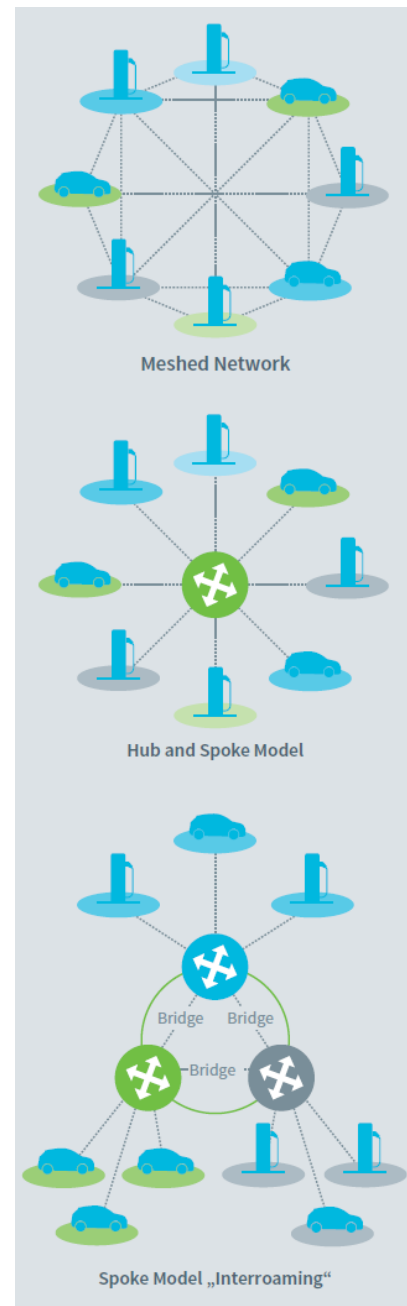 Meshed Network
Hub and Spoke Model
Bridge Bridge
Bridge
Spoke Model „Interroaming“